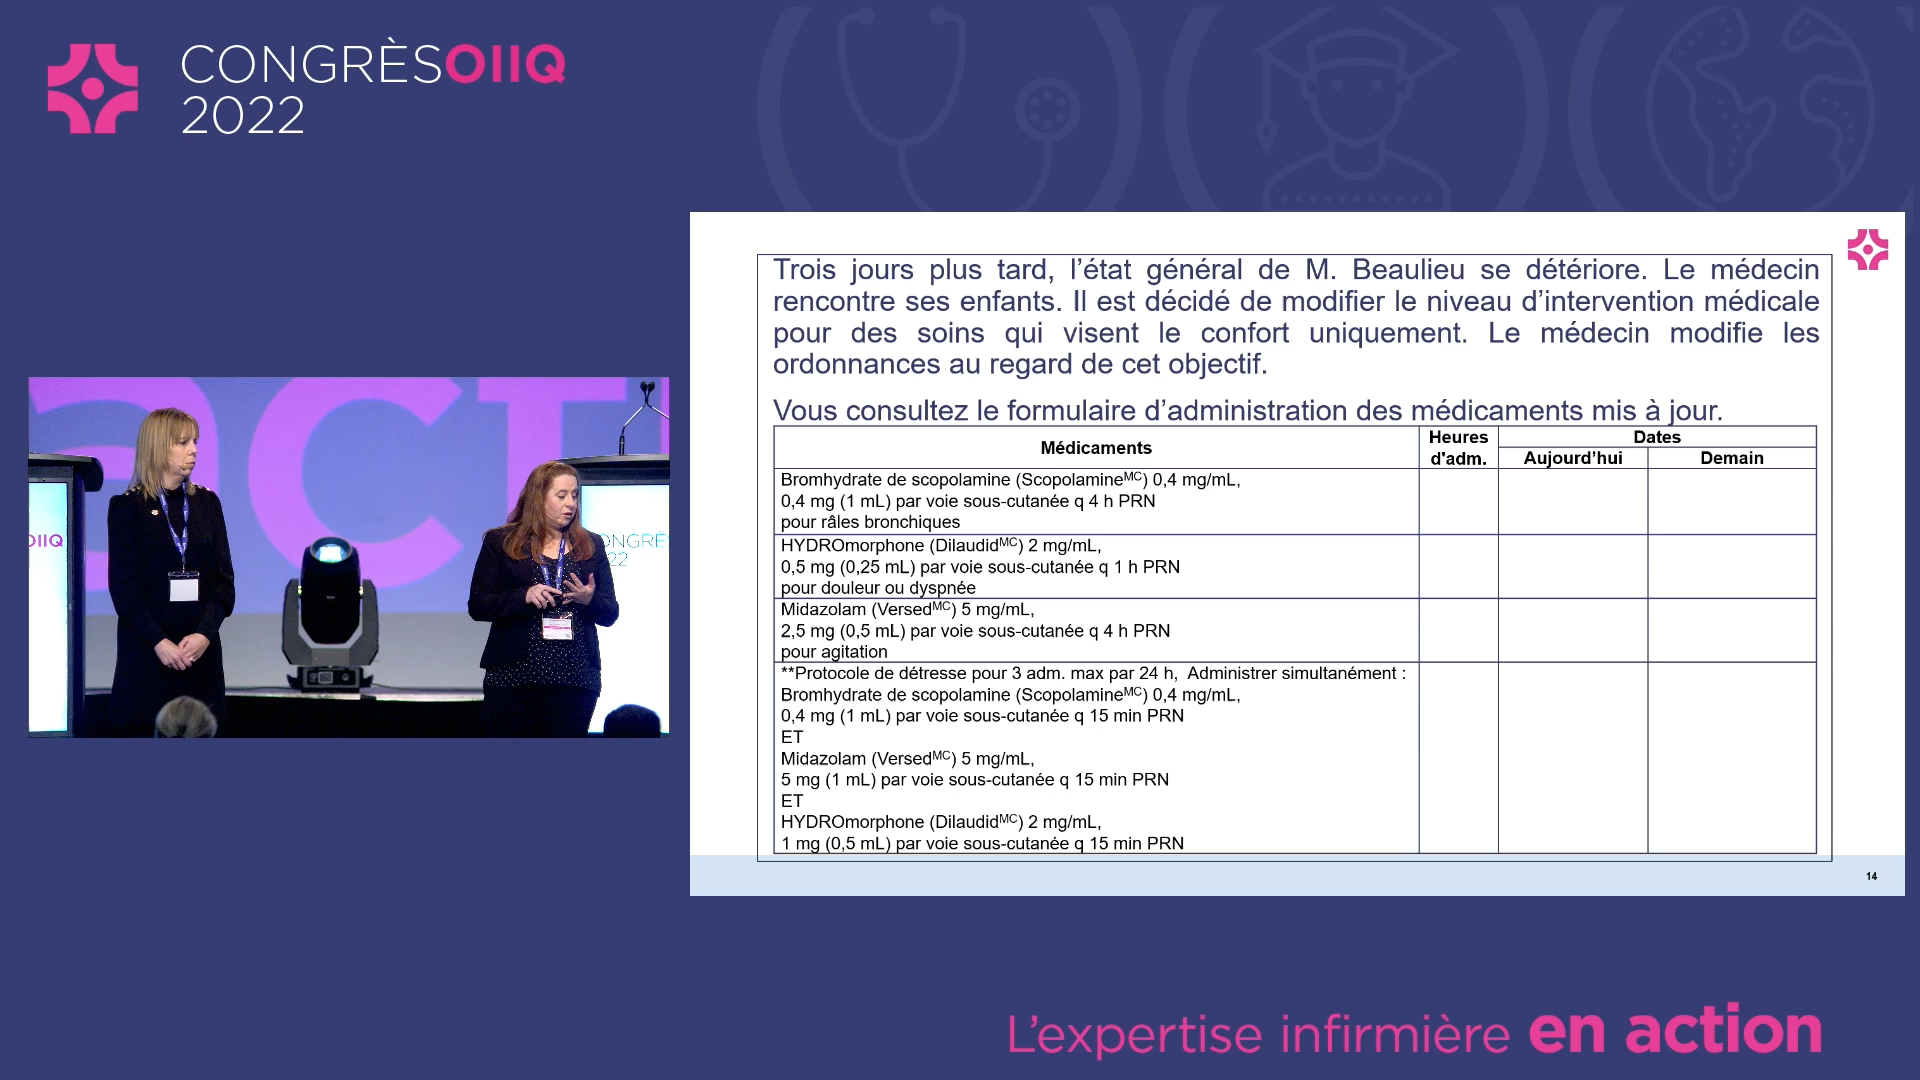 CONGRÈSOIIQ
2022
Trois jours plus tard, l’état général de M. Beaulieu se détériore. Le médecin
rencontre ses enfants. Il est décidé de modifier le niveau d’intervention médicale
pour des soins qui visent le confort uniquement. Le médecin modifie les
ordonnances au regard de cet objectif.
Vous consultez le formulaire d’administration des médicaments mis à jour.
Médicaments
Heures
d'adm.
Dates
Aujourd’hui
Demain
Bromhydrate de scopolamine (ScopolamineMC) 0,4 mg/mL,
0,4 mg (1 mL) par voie sous-cutanée q 4 h PRN
pour râles bronchiques
HYDROmorphone (DilaudidMC) 2 mg/mL,
0,5 mg (0,25 mL) par voie sous-cutanée q 1 h PRN
pour douleur ou dyspnée
Midazolam (VersedMC) 5 mg/mL,
2,5 mg (0,5 mL) par voie sous-cutanée q 4 h PRN
pour agitation
**Protocole de détresse pour 3 adm. max par 24 h, Administrer simultanément :
Bromhydrate de scopolamine (ScopolamineMC) 0,4 mg/mL,
0,4 mg (1 mL) par voie sous-cutanée q 15 min PRN
ET
Midazolam (VersedMC) 5 mg/mL,
5 mg (1 mL) par voie sous-cutanée q 15 min PRN
ET
HYDROmorphone (DilaudidMC) 2 mg/mL,
1 mg (0,5 mL) par voie sous-cutanée q 15 min PRN
14
acti
OIIQ
ONGRÈ
22
L’expertise infirmière en action